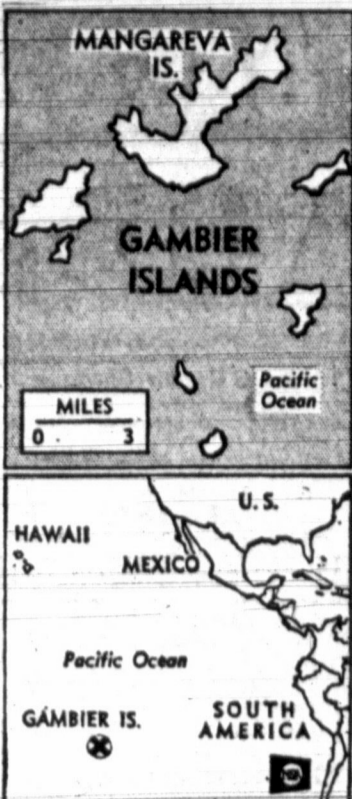 MANGAREVA
IS.
GAMBIER
ISLANDS
Pacific
Ocean
MILES
0 3
U. S.
HAWAII
MEXICO
Pacific Ocean
GAMBIER IS.
SOUTH
AMERICA